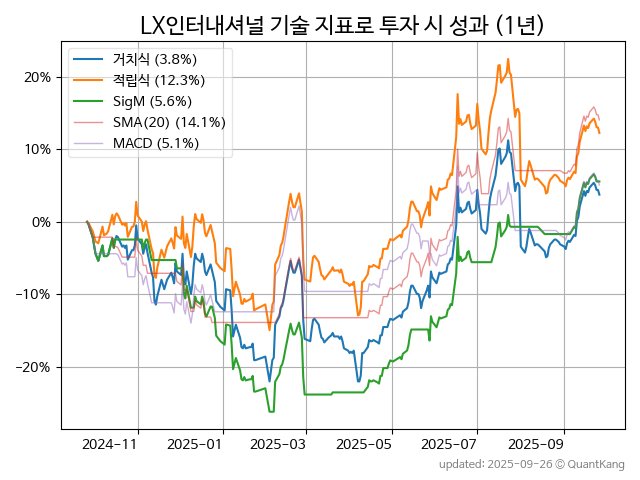 LX인터내셔널 기술 지표로 투자 시 성과 (1년)
거치식 (3.8%)
적립식 (12.3%)
SigM (5.6%)
SMA(20) (14.1%)
MACD (5.1%)
20%
10%
0%
−10%
−20%
2024-11 2025-01 2025-03 2025-05 2025-07 2025-09
updated: 2025-09-26 © QuantKang